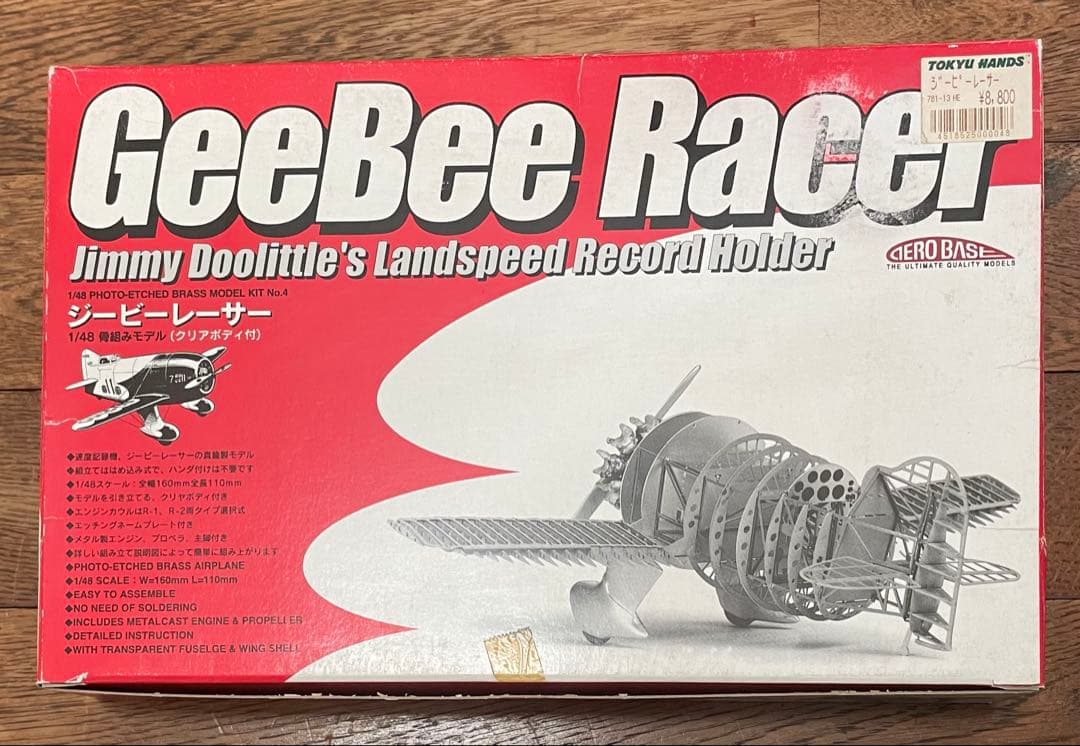 GeeBee Racer
TOKYU HANDS
ジービーレーサー
781-13 HE ¥8,800
4518525000048
Jimmy Doolittle's Landspeed Record Holder
AERO BASE
THE ULTIMATE QUALITY MODELS
1/48 PHOTO-ETCHED BRASS MODEL KIT No.4
ジービーレーサー
1/48 骨組みモデル(クリアボディ付)
11
◆速度記録機、ジービーレーサーの真鍮製モデル
◆組立てははめ込み式で、ハンダ付けは不要です
◆1/48スケール:全幅160mm全長110mm
◆モデルを引き立てる、クリヤボディ付き
◆エンジンカウルはR-1、R-2両タイプ選択式
◆エッチングネームプレート付き
◆メタル製エンジン、プロペラ、主脚付き
◆詳しい組み立て説明図によって簡単に組み上がります
◆PHOTO-ETCHED BRASS AIRPLANE
◆1/48 SCALE : W=160mm L=110mm
◆EASY TO ASSEMBLE
◆NO NEED OF SOLDERING
◆INCLUDES METALCAST ENGINE & PROPELLER
◆DETAILED INSTRUCTION
◆WITH TRANSPARENT FUSELGE & WING SHELL